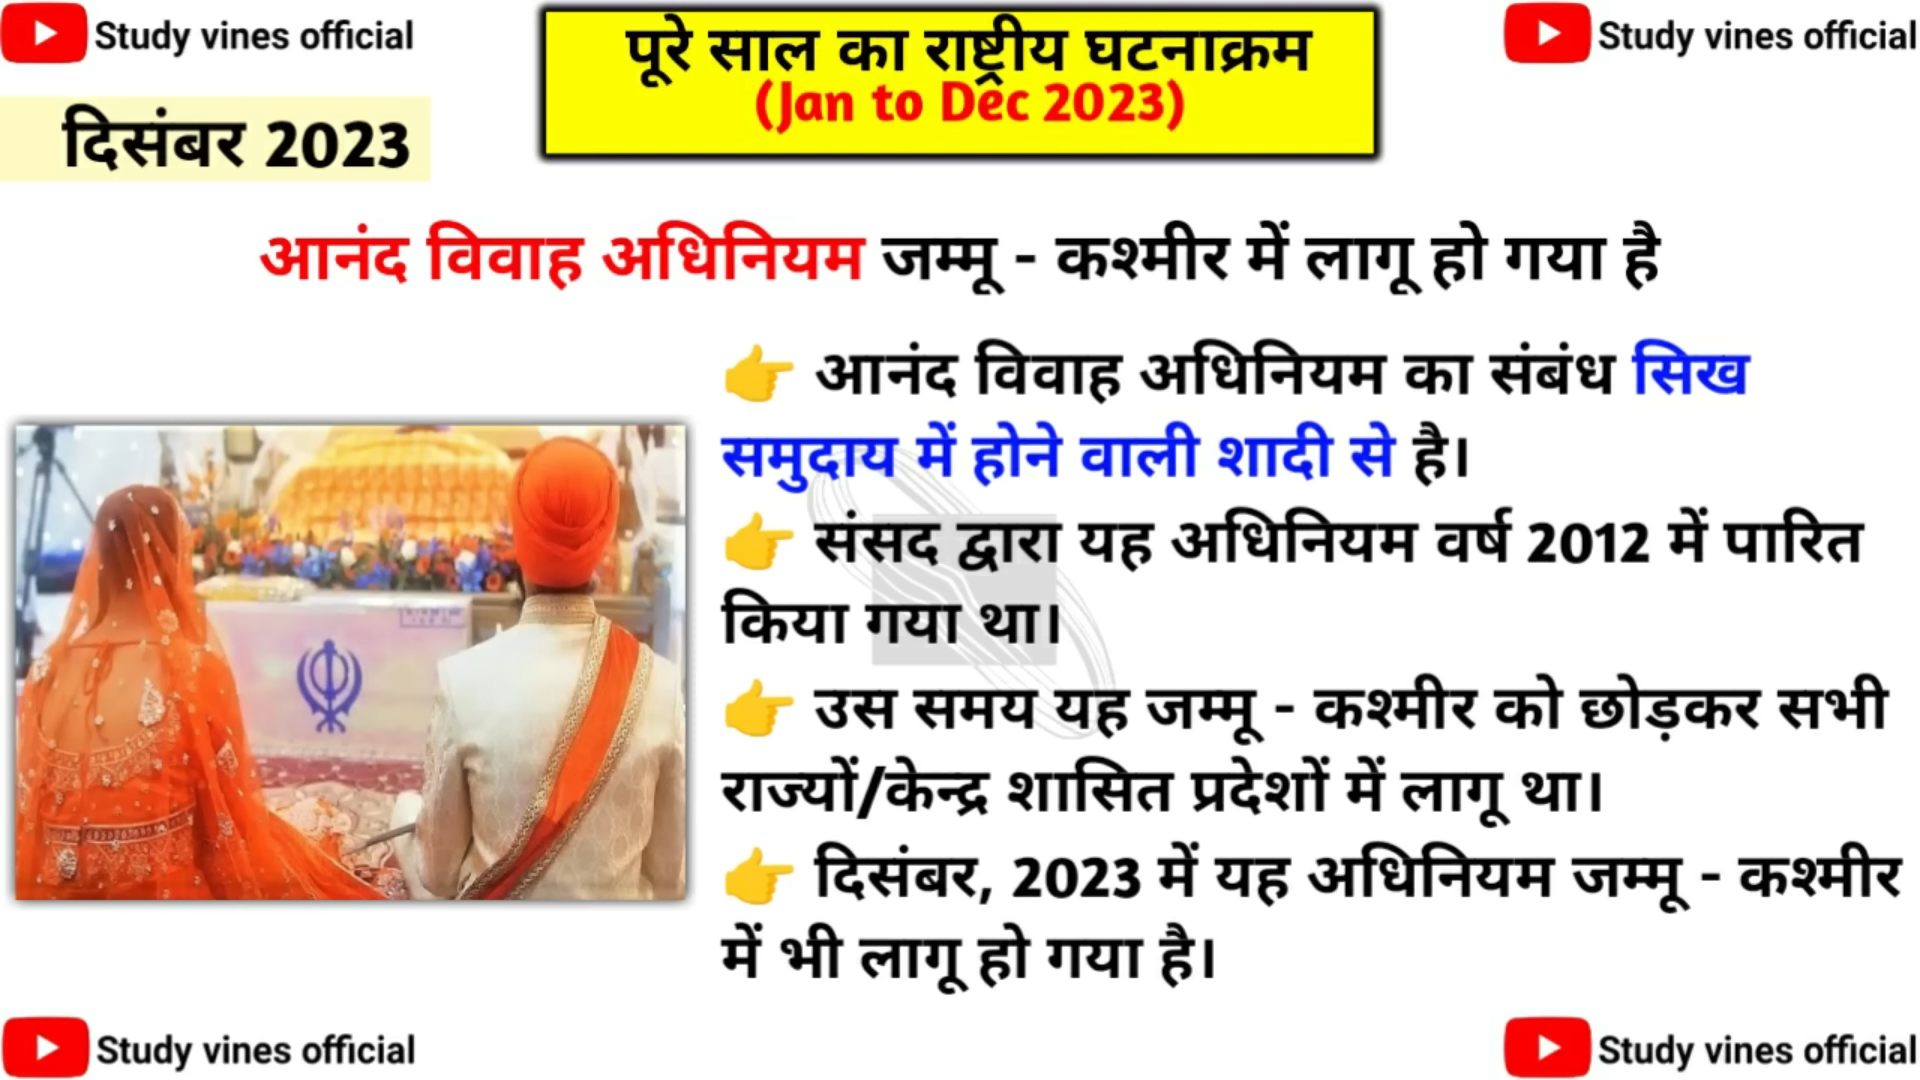 Study vines official
पूरे साल का राष्ट्रीय घटनाक्रम
(Jan to Dec 2023)
Study vines official
दिसंबर 2023
आनंद विवाह अधिनियम जम्मू - कश्मीर में लागू हो गया है
👉 आनंद विवाह अधिनियम का संबंध सिख
समुदाय में होने वाली शादी से है।
👉 संसद द्वारा यह अधिनियम वर्ष 2012 में पारित
किया गया था।
👉 उस समय यह जम्मू - कश्मीर को छोड़कर सभी
राज्यों/केन्द्र शासित प्रदेशों में लागू था।
👉 दिसंबर, 2023 में यह अधिनियम जम्मू - कश्मीर
में भी लागू हो गया है।
Study vines official
Study vines official